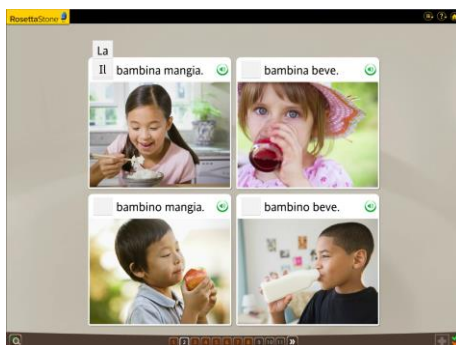 RosettaStone
La
Il bambina mangia.
bambina beve.
bambino mangia.
bambino beve.